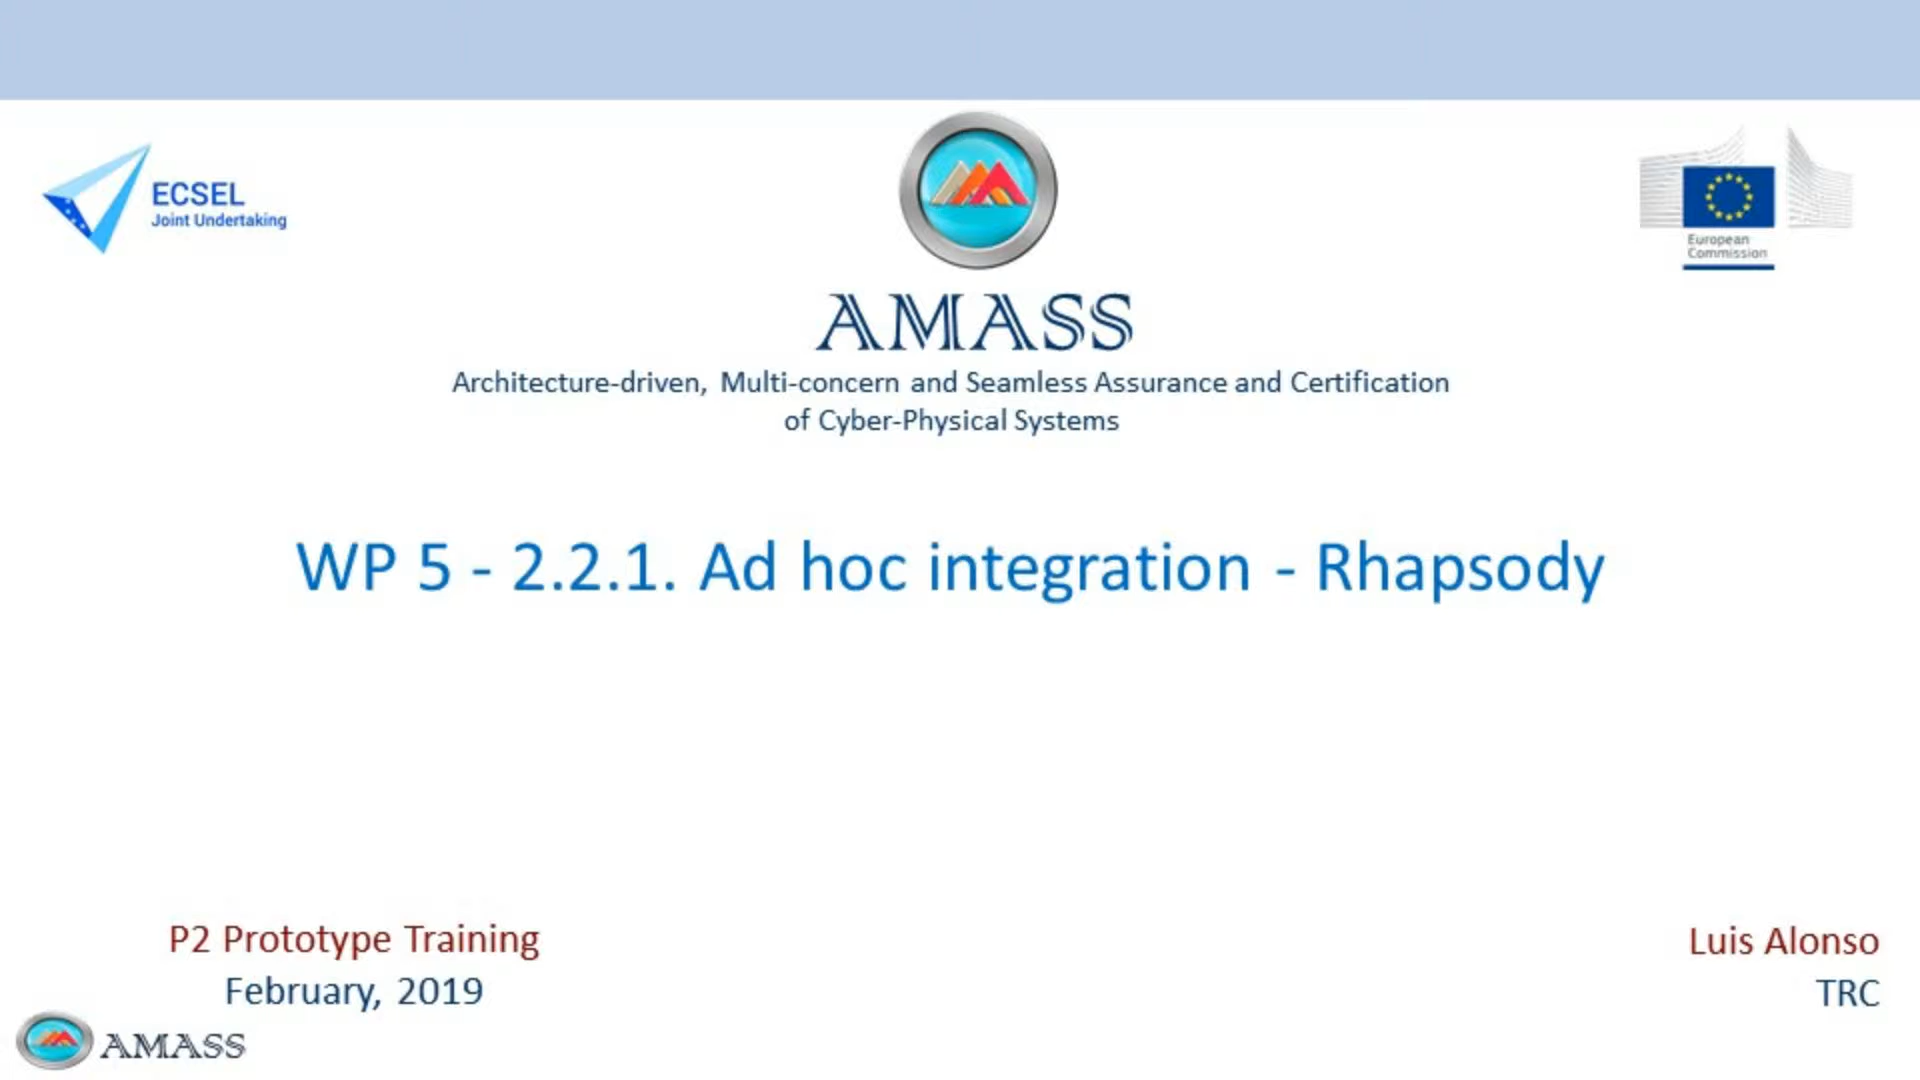 ECSEL
Joint Undertaking
European
Commission
AMASS
Architecture-driven, Multi-concern and Seamless Assurance and Certification
of Cyber-Physical Systems
WP 5 - 2.2.1. Ad hoc integration - Rhapsody
P2 Prototype Training
February, 2019
Luis Alonso
TRC
AMASS